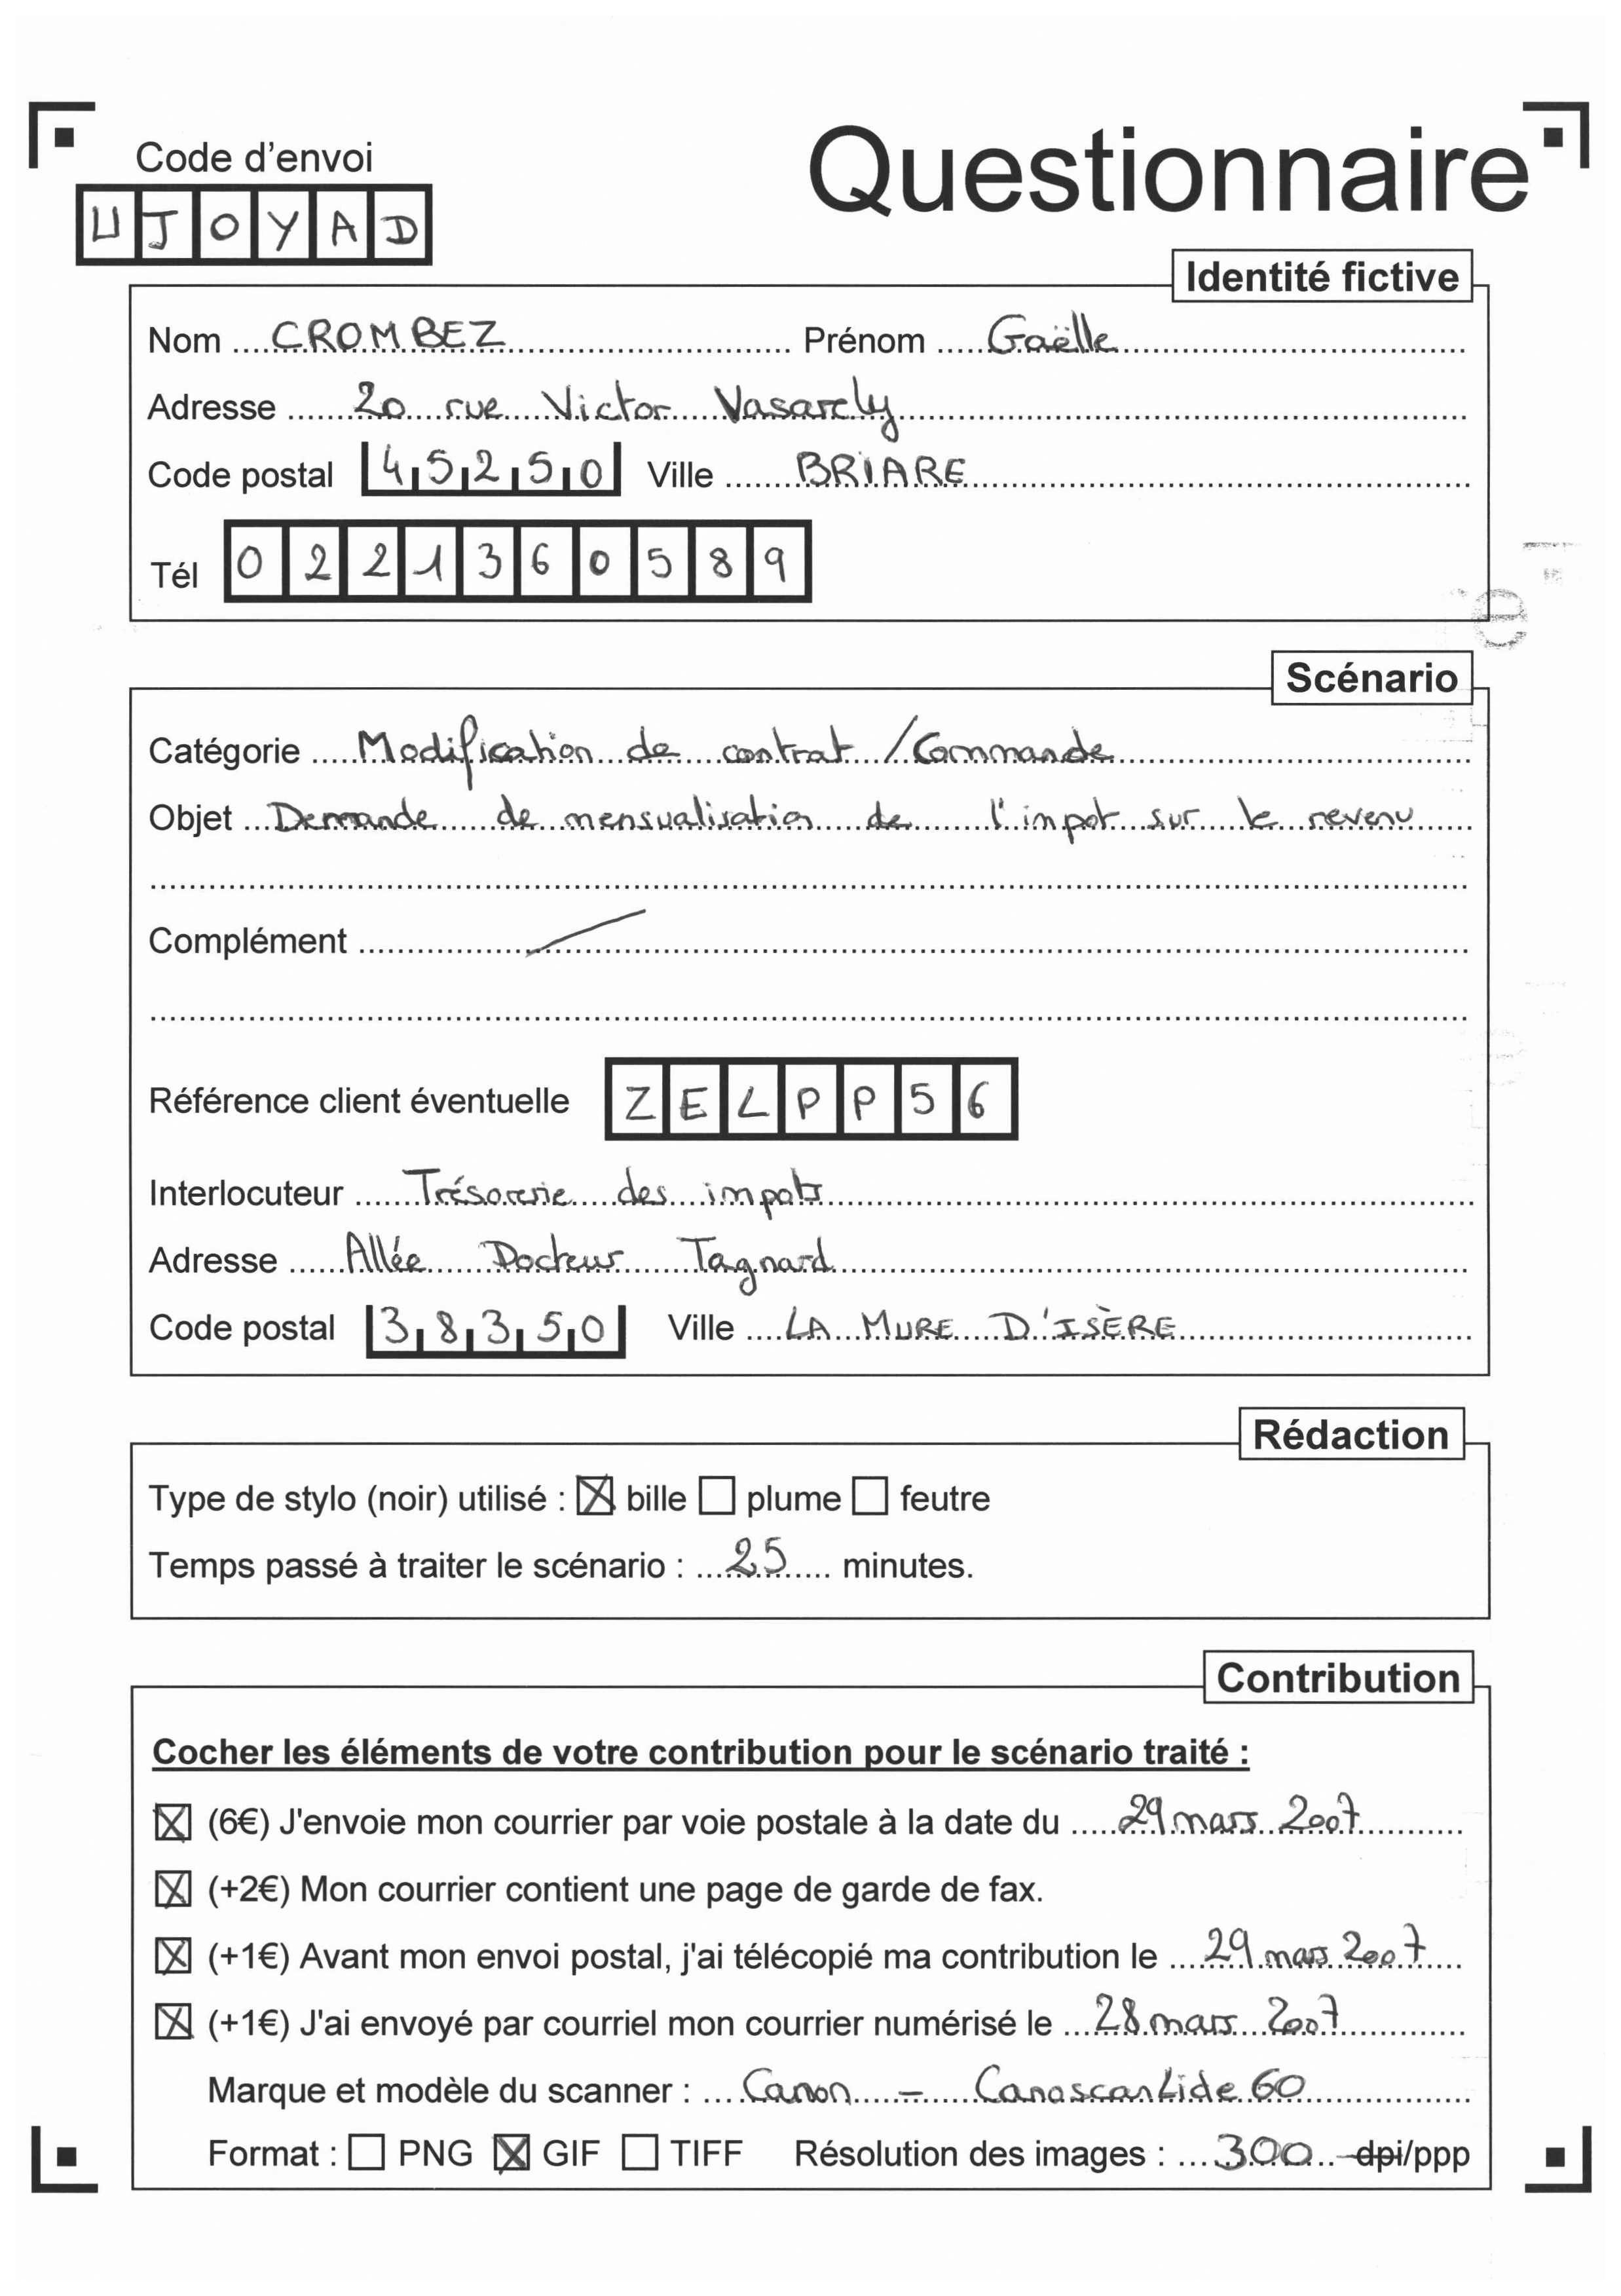 Questionnaire
Code d'envoi
UJOYAD
Identité fictive
Nom CROMBEZ Prénom Gaëlle
Adresse 20 rue Victor Vasarely
Code postal 45250 Ville BRIARE
Tél 0221360589
Scénario
Catégorie Modification de contrat / Commande
Objet Demande de mensualisation de l'impot sur le revenu
Complément
Référence client éventuelle ZELPP56
Interlocuteur Trésorerie des impots
Adresse Allée Docteur Tagnard
Code postal 38350 Ville LA MURE D'ISÈRE
Rédaction
Type de stylo (noir) utilisé : bille plume feutre
Temps passé à traiter le scénario : 25 minutes.
Contribution
Cocher les éléments de votre contribution pour le scénario traité :
(6€) J'envoie mon courrier par voie postale à la date du 29 mars 2007
(+2€) Mon courrier contient une page de garde de fax.
(+1€) Avant mon envoi postal, j'ai télécopié ma contribution le 29 mars 2007
(+1€) J'ai envoyé par courriel mon courrier numérisé le 28 mars 2007
Marque et modèle du scanner : Canon - Canoscan Lide 60
Format : PNG GIF TIFF Résolution des images : 300 dpi/ppp